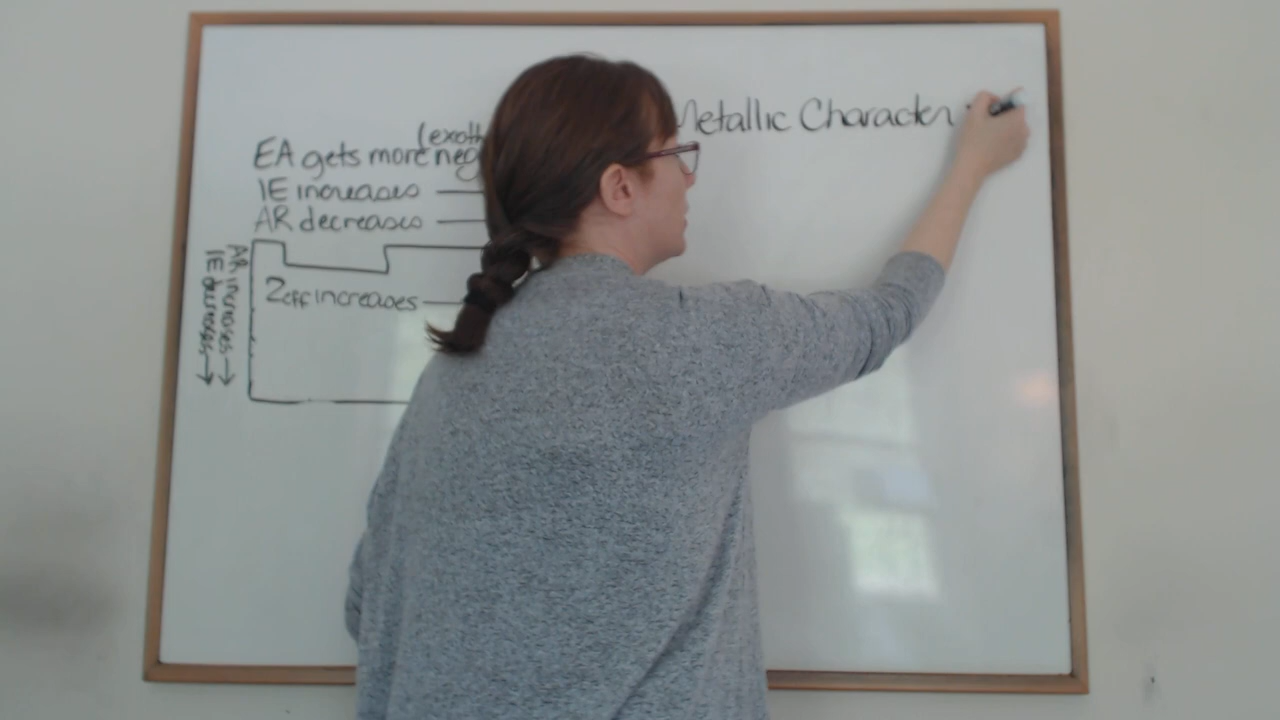 (exoth
EA gets more neg
IE increases
AR decreases
Zeff increases
AR increases →
IE decreases →
Metallic Character -